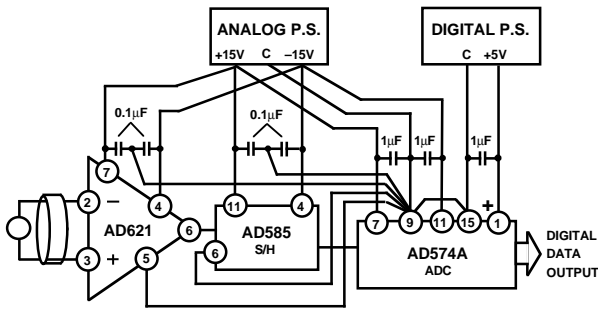 ANALOG P.S.
+15V C –15V
DIGITAL P.S.
C +5V
0.1µF
0.1µF
1µF
1µF
1µF
7
2
–
3
+
AD621
4
5
6
11
4
AD585
S/H
6
7
9
11
15
+
1
AD574A
ADC
DIGITAL
DATA
OUTPUT